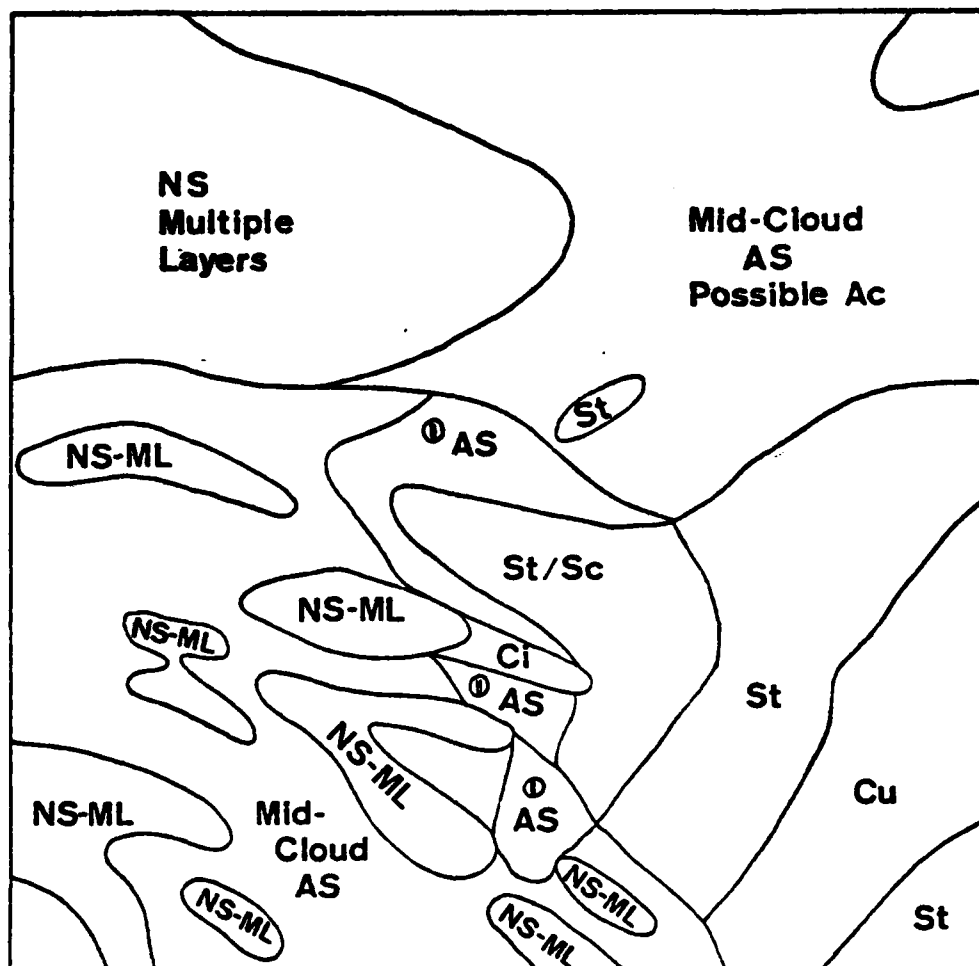 NS
Multiple
Layers
Mid-Cloud
AS
Possible Ac
St
① AS
NS-ML
St/Sc
NS-ML
NS-ML
Ci
① AS
St
NS-ML
①
AS
Cu
NS-ML
Mid-
Cloud
AS
NS-ML
NS-ML
NS-ML
St